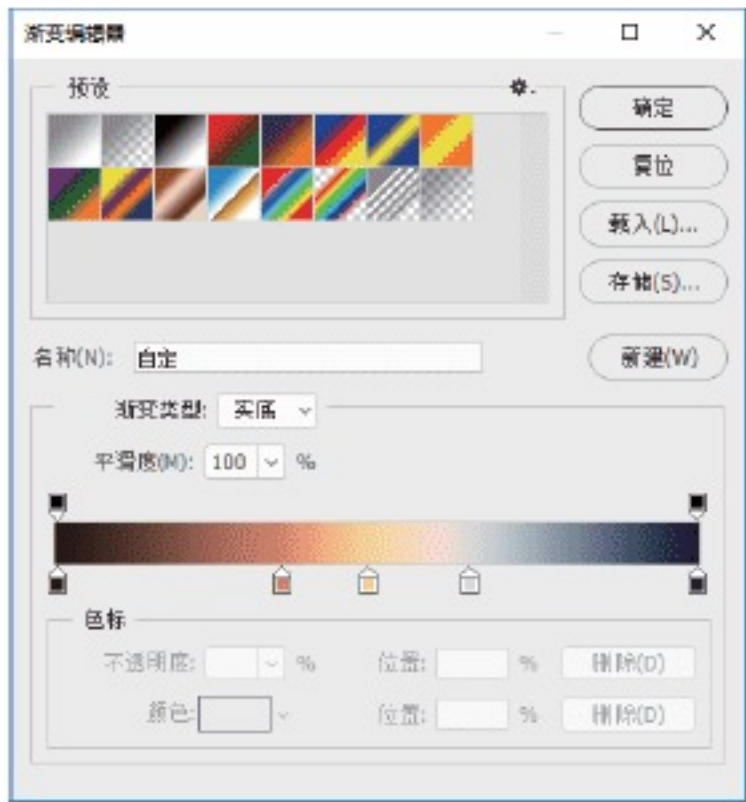 渐变编辑器
预设
确定
复位
载入(L)...
存储(S)...
名称(N): 自定
新建(W)
渐变类型: 实底
平滑度(M): 100 %
色标
不透明度: % 位置: % 删除(D)
颜色: 位置: % 删除(D)